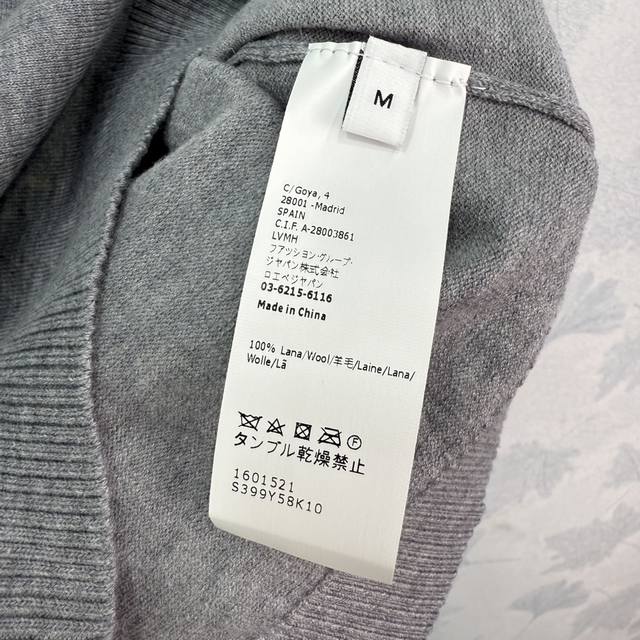 M
C/Goya, 4
28001 -Madrid
SPAIN
C.I.F. A-28003861
LVMH
ファッション・グループ・
ジャパン株式会社
ロエベジャパン
03-6215-6116
Made in China
100% Lana/Wool/羊毛/Laine/Lana/
Wolle/Lã
F
タンブル乾燥禁止
1601521
S399Y58K10